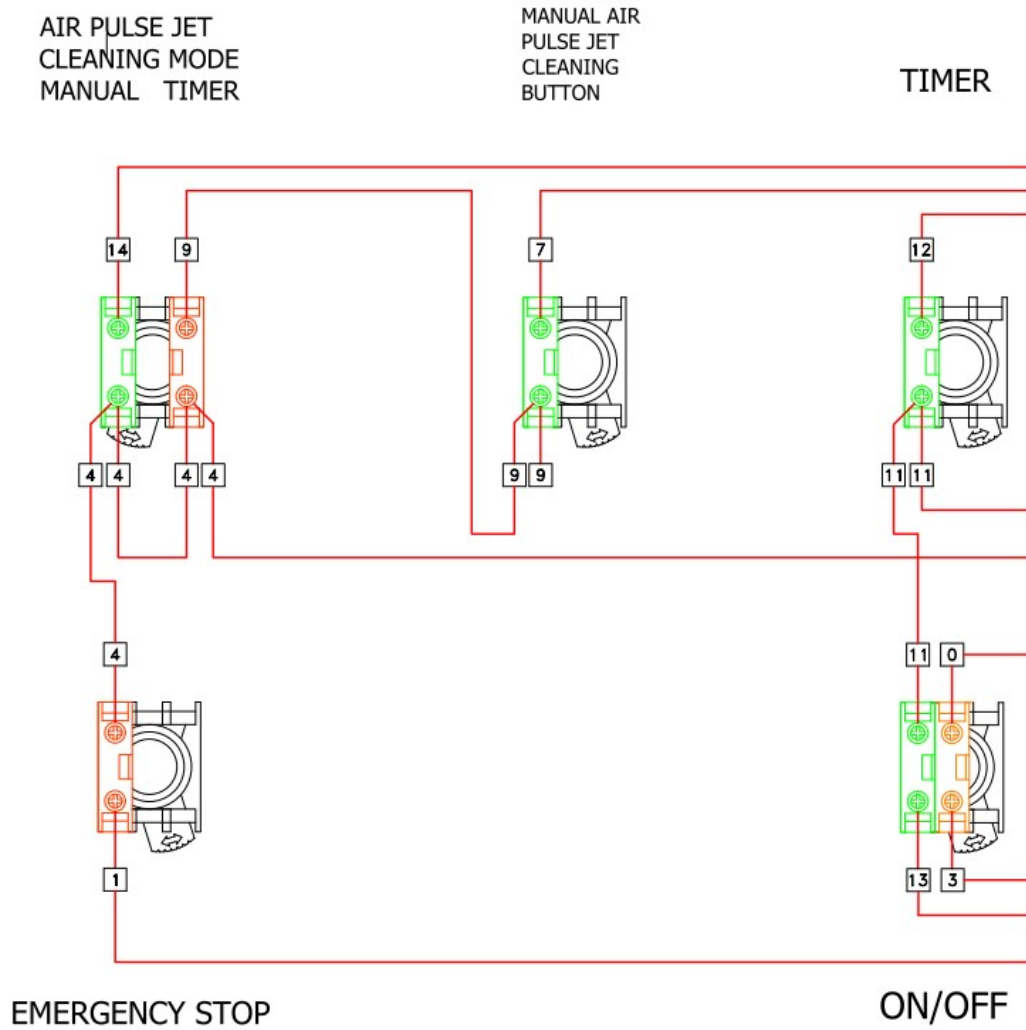 AIR PULSE JET
CLEANING MODE
MANUAL TIMER
MANUAL AIR
PULSE JET
CLEANING
BUTTON
TIMER
14 9 7 12
4 4 4 4 9 9 11 11
4 11 0
1 13 3
EMERGENCY STOP
ON/OFF